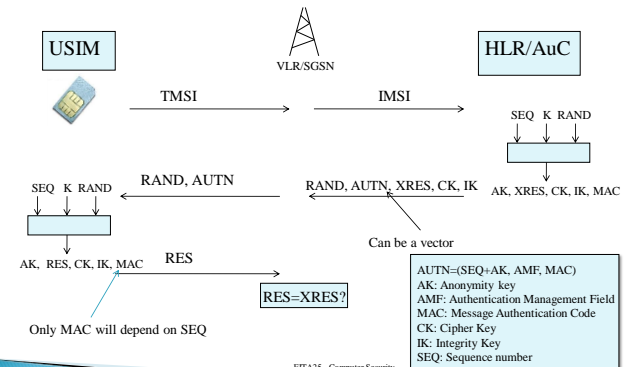 USIM
VLR/SGSN
HLR/AuC
TMSI
IMSI
SEQ K RAND
AK, XRES, CK, IK, MAC
RAND, AUTN
RAND, AUTN, XRES, CK, IK
SEQ K RAND
Can be a vector
AK, RES, CK, IK, MAC
RES
RES=XRES?
Only MAC will depend on SEQ
AUTN=(SEQ+AK, AMF, MAC)
AK: Anonymity key
AMF: Authentication Management Field
MAC: Message Authentication Code
CK: Cipher Key
IK: Integrity Key
SEQ: Sequence number
EITA25 - Computer Security